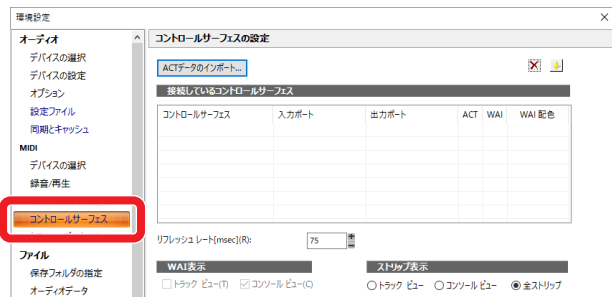 環境設定
オーディオ
デバイスの選択
デバイスの設定
オプション
設定ファイル
同期とキャッシュ
MIDI
デバイスの選択
録音/再生
コントロールサーフェス
ファイル
保存フォルダの指定
オーディオデータ
コントロールサーフェスの設定
ACTデータのインポート...
接続しているコントロールサーフェス
コントロールサーフェス 入力ポート 出力ポート ACT WAI WAI 配色
リフレッシュ レート[msec](R): 75
WAI表示 ストリップ表示
トラック ビュー(T) コンソール ビュー(C) トラック ビュー コンソール ビュー 全ストリップ